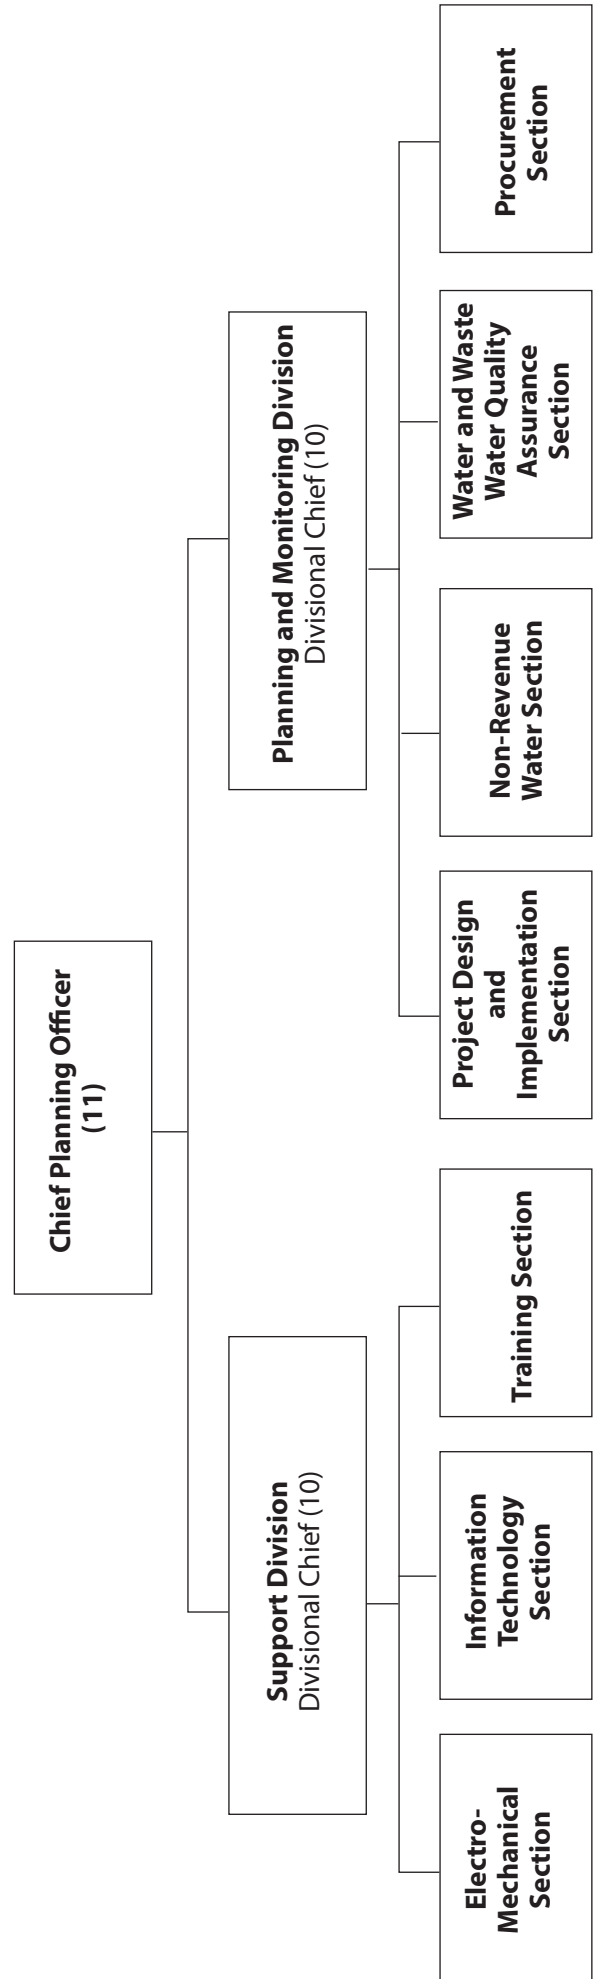 Chief Planning Officer
(11)
Support Division
Divisional Chief (10)
Planning and Monitoring Division
Divisional Chief (10)
Electro-
Mechanical
Section
Information
Technology
Section
Training Section
Project Design
and
Implementation
Section
Non-Revenue
Water Section
Water and Waste
Water Quality
Assurance
Section
Procurement
Section